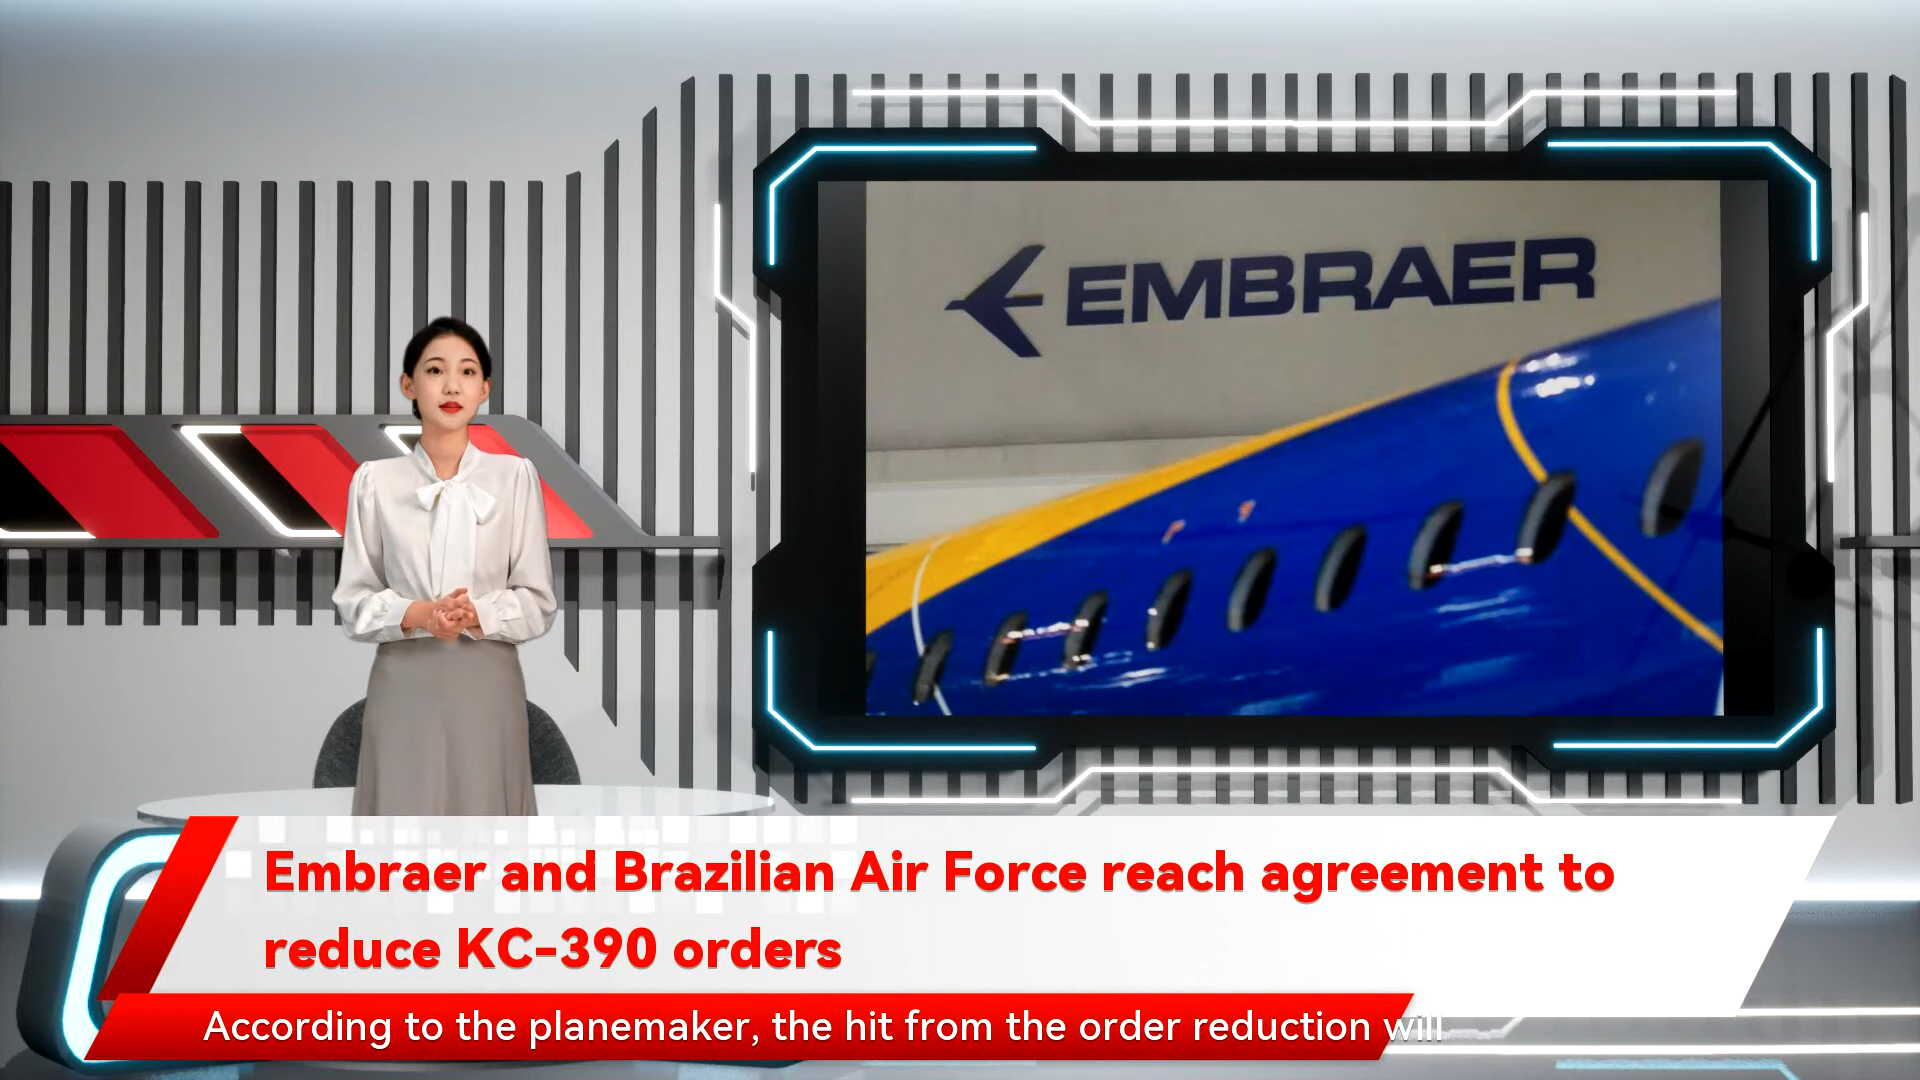 EMBRAER
Embraer and Brazilian Air Force reach agreement to
reduce KC-390 orders
According to the planemaker, the hit from the order reduction will